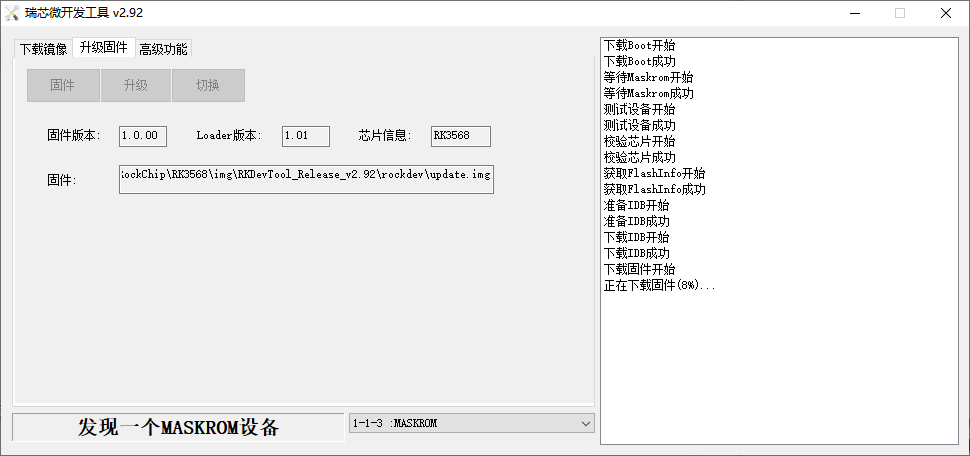 瑞芯微开发工具 v2.92
下载镜像 升级固件 高级功能
固件 升级 切换
固件版本: 1.0.00 Loader版本: 1.01 芯片信息: RK3568
固件: ockChip\RK3568\img\RKDevTool_Release_v2.92\rockdev\update.img
发现一个MASKROM设备 1-1-3 :MASKROM
下载Boot开始
下载Boot成功
等待Maskrom开始
等待Maskrom成功
测试设备开始
测试设备成功
校验芯片开始
校验芯片成功
获取FlashInfo开始
获取FlashInfo成功
准备IDB开始
准备IDB成功
下载IDB开始
下载IDB成功
下载固件开始
正在下载固件(8%)...